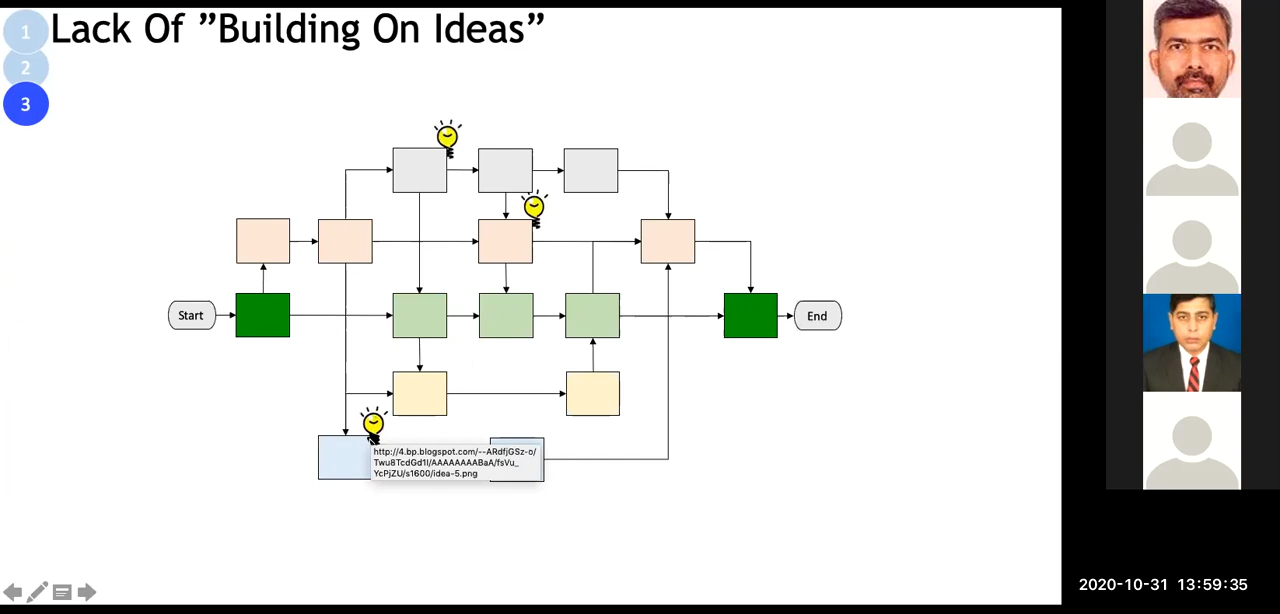 1
Lack Of ”Building On Ideas”
2
3
Start
End
http://4.bp.blogspot.com/--ARdfjGSz-o/
Twu8TcdGd1I/AAAAAAAABaA/fsVu_
YcPjZU/s1600/idea-5.png
2020-10-31 13:59:35